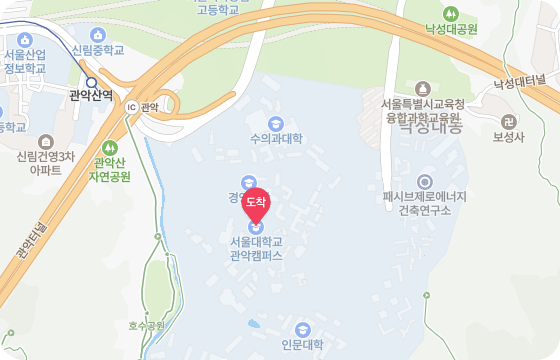 고등학교
낙성대공원
신림중학교
서울산업
정보학교
관악산역
IC 관악
낙성대터널
서울특별시교육청
융합과학교육원
낙성대동
보성사
수의과대학
등학교
신림건영3차
아파트
관악산
자연공원
패시브제로에너지
건축연구소
도착
서울대학교
관악캠퍼스
관악터널
호수공원
인문대학